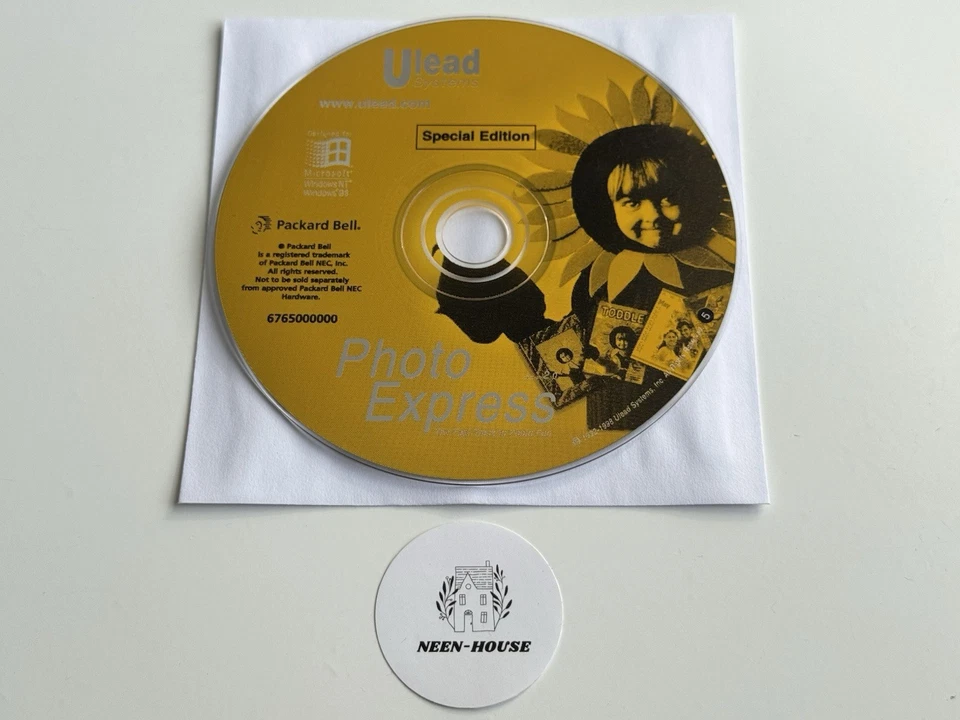 Ulead
Systems
www.ulead.com
Special Edition
Designed for
Microsoft®
Windows NT™
Windows® 98
Packard Bell®
© Packard Bell
is a registered trademark
of Packard Bell NEC, Inc.
All rights reserved.
Not to be sold separately
from approved Packard Bell NEC
Hardware.
6765000000
TODDLE
5
Photo
Express
1998 Ulead Systems, Inc.
NEEN-HOUSE